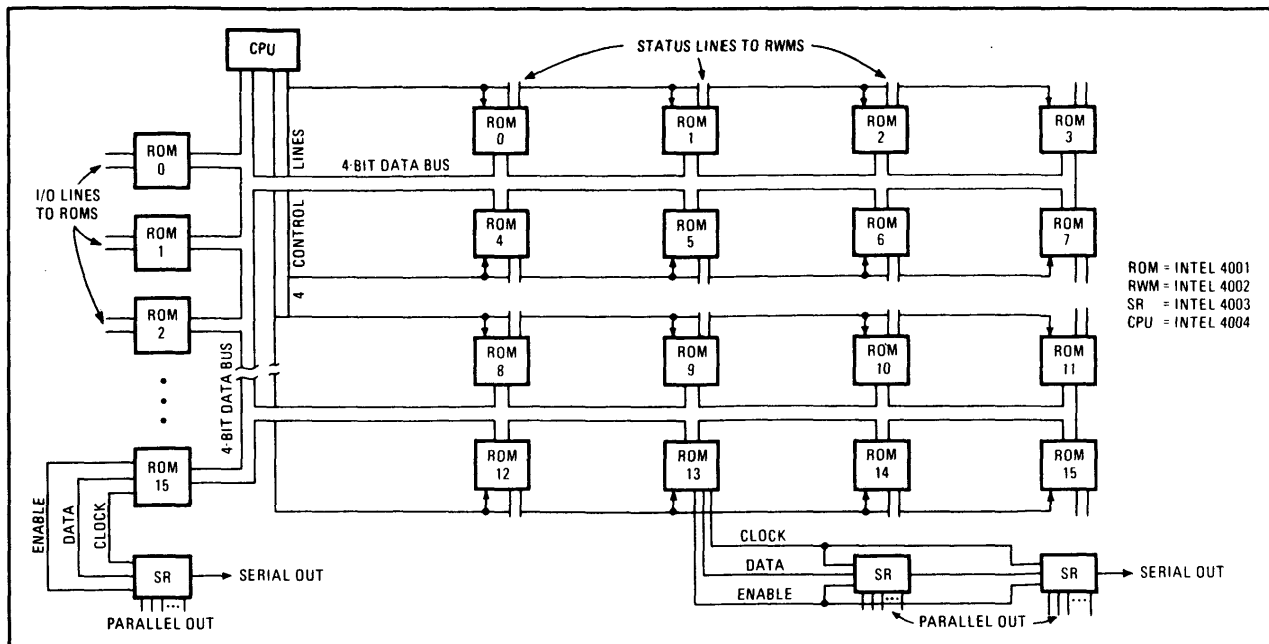 CPU
STATUS LINES TO RWMS
ROM 0
ROM 1
ROM 2
ROM 3
ROM
0
I/O LINES
TO ROMS
4 CONTROL LINES
4-BIT DATA BUS
ROM 4
ROM 5
ROM 6
ROM 7
ROM
1
ROM
2
4-BIT DATA BUS
ROM = INTEL 4001
RWM = INTEL 4002
SR = INTEL 4003
CPU = INTEL 4004
ROM 8
ROM 9
ROM 10
ROM 11
ROM
15
ROM 12
ROM 13
ROM 14
ROM 15
ENABLE
DATA
CLOCK
SR
SERIAL OUT
PARALLEL OUT
CLOCK
DATA
ENABLE
SR
SR
SERIAL OUT
PARALLEL OUT